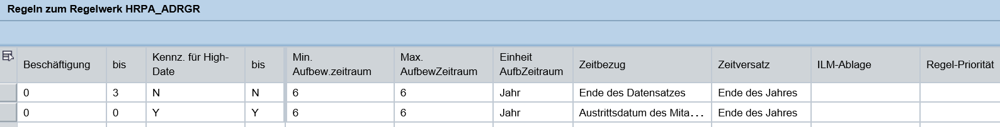 Regeln zum Regelwerk HRPA_ADRGR
Beschäftigung bis Kennz. für High-Date bis Min. Aufbew.zeitraum Max. AufbewZeitraum Einheit AufbZeitraum Zeitbezug Zeitversatz ILM-Ablage Regel-Priorität
0 3 N N 6 6 Jahr Ende des Datensatzes Ende des Jahres
0 0 Y Y 6 6 Jahr Austrittsdatum des Mita... Ende des Jahres